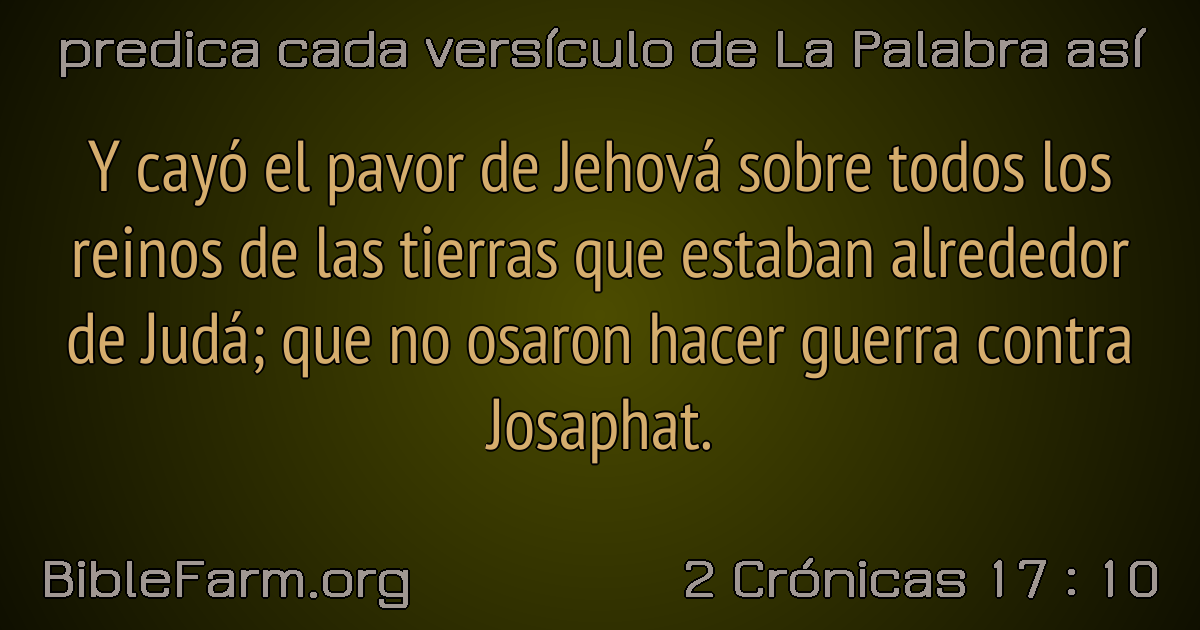 predica cada versículo de La Palabra así
Y cayó el pavor de Jehová sobre todos los
reinos de las tierras que estaban alrededor
de Judá; que no osaron hacer guerra contra
Josaphat.
BibleFarm.org
2 Crónicas 17 : 10